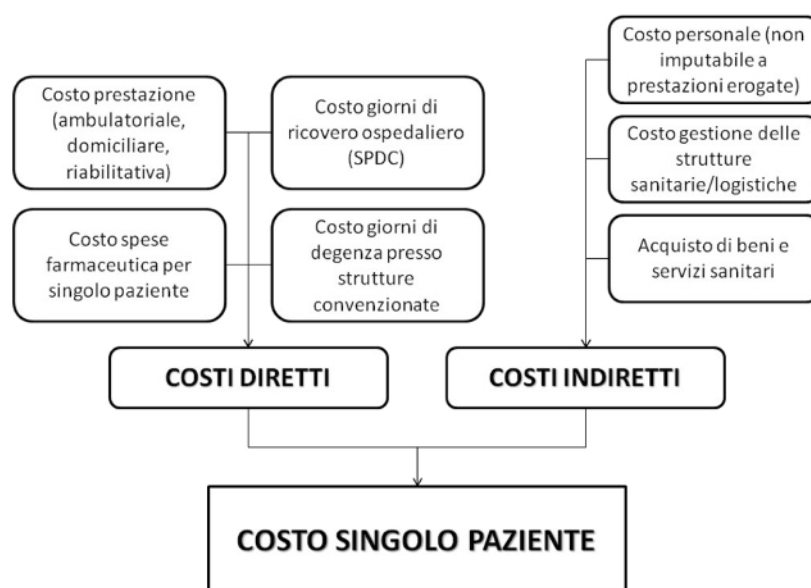 Costo prestazione
(ambulatoriale,
domiciliare,
riabilitativa)
Costo giorni di
ricovero ospedaliero
(SPDC)
Costo spese
farmaceutica per
singolo paziente
Costo giorni di
degenza presso
strutture
convenzionate
Costo personale (non
imputabile a
prestazioni erogate)
Costo gestione delle
strutture
sanitarie/logistiche
Acquisto di beni e
servizi sanitari
COSTI DIRETTI
COSTI INDIRETTI
COSTO SINGOLO PAZIENTE